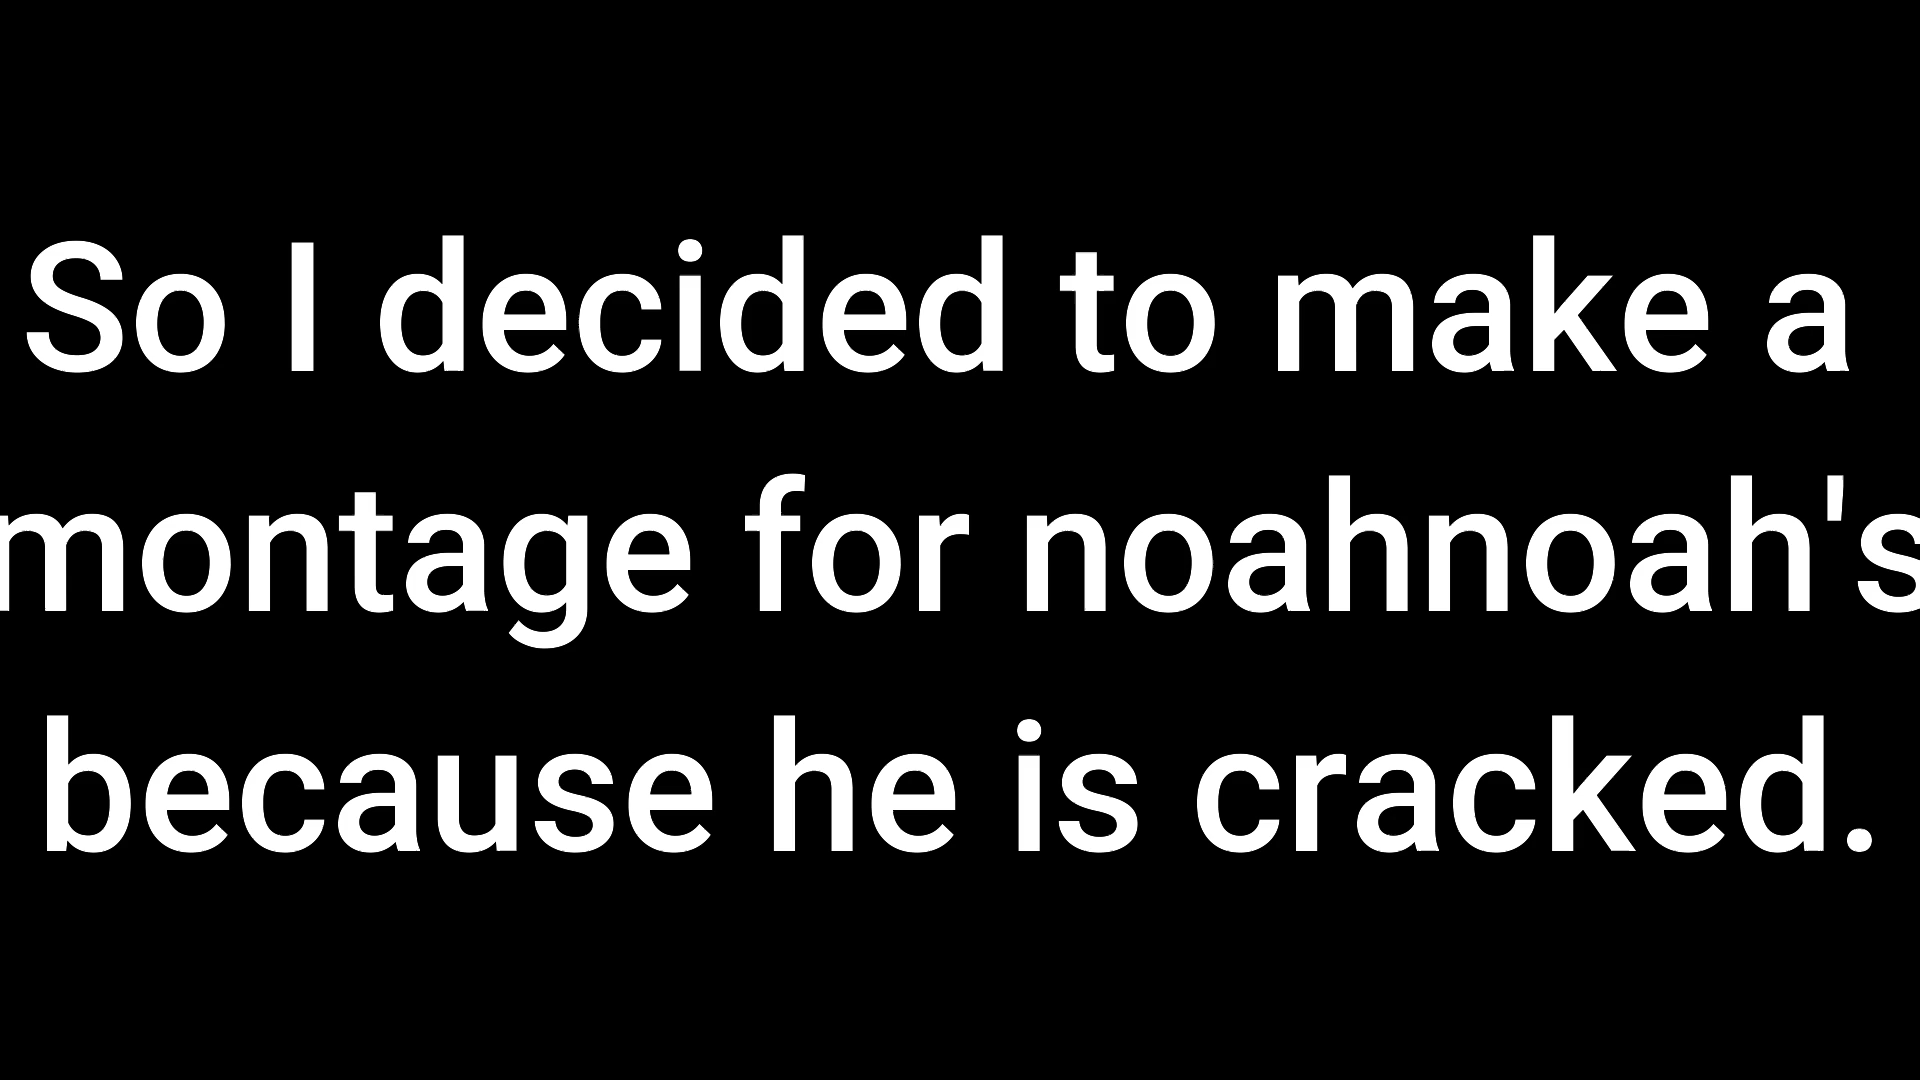 So I decided to make a
montage for noahnoah's
because he is cracked.